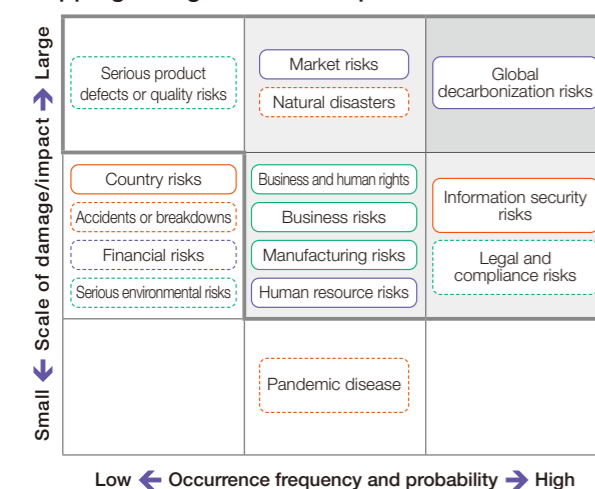 Large
Scale of damage/impact
Small
Serious product
defects or quality risks
Market risks
Natural disasters
Global
decarbonization risks
Country risks
Accidents or breakdowns
Financial risks
Serious environmental risks
Business and human rights
Business risks
Manufacturing risks
Human resource risks
Information security
risks
Legal and
compliance risks
Pandemic disease
Low Occurrence frequency and probability High